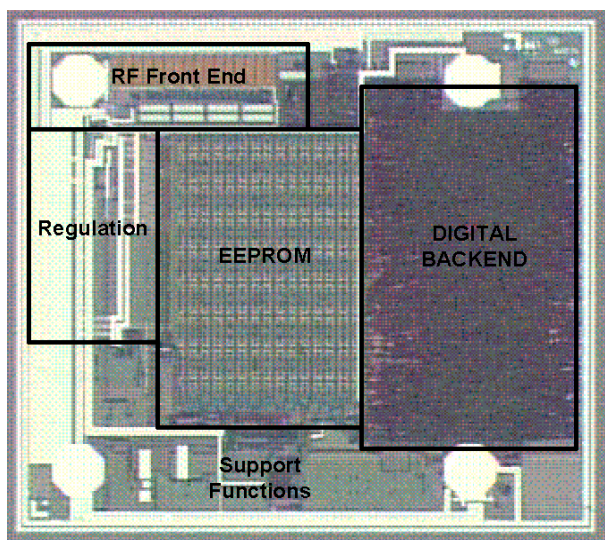 RF Front End
Regulation
EEPROM
DIGITAL
BACKEND
Support
Functions